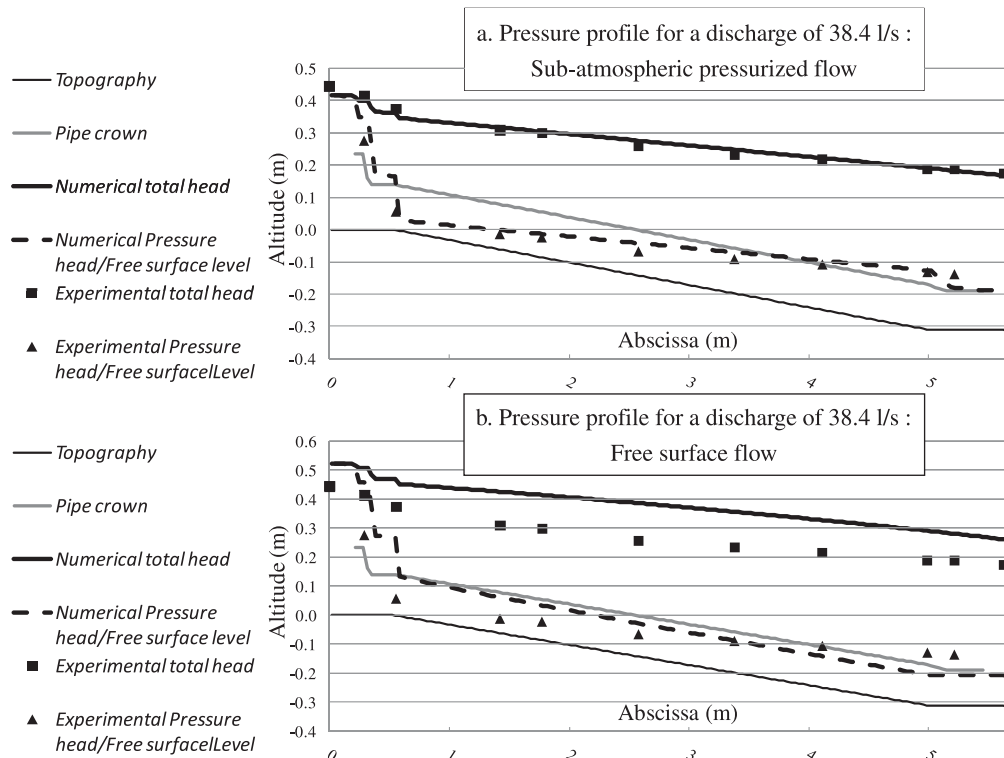 a. Pressure profile for a discharge of 38.4 l/s :
Sub-atmospheric pressurized flow
Topography
Pipe crown
Numerical total head
Numerical Pressure
head/Free surface level
Experimental total head
Experimental Pressure
head/Free surfacelLevel
Altitude (m)
0.5
0.4
0.3
0.2
0.1
0.0
-0.1
-0.2
-0.3
-0.4
Abscissa (m)
0
1
2
3
4
5
b. Pressure profile for a discharge of 38.4 l/s :
Free surface flow
Topography
Pipe crown
Numerical total head
Numerical Pressure
head/Free surface level
Experimental total head
Experimental Pressure
head/Free surfacelLevel
Altitude (m)
0.6
0.5
0.4
0.3
0.2
0.1
0.0
-0.1
-0.2
-0.3
-0.4
Abscissa (m)
0
1
2
3
4
5